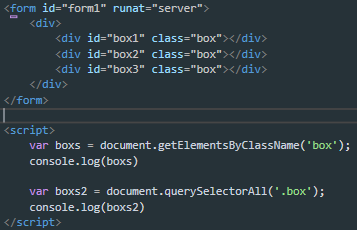 <form id="form1" runat="server">
<div>
<div id="box1" class="box"></div>
<div id="box2" class="box"></div>
<div id="box3" class="box"></div>
</div>
</form>
<script>
var boxs = document.getElementsByClassName('box');
console.log(boxs)
var boxs2 = document.querySelectorAll('.box');
console.log(boxs2)
</script>